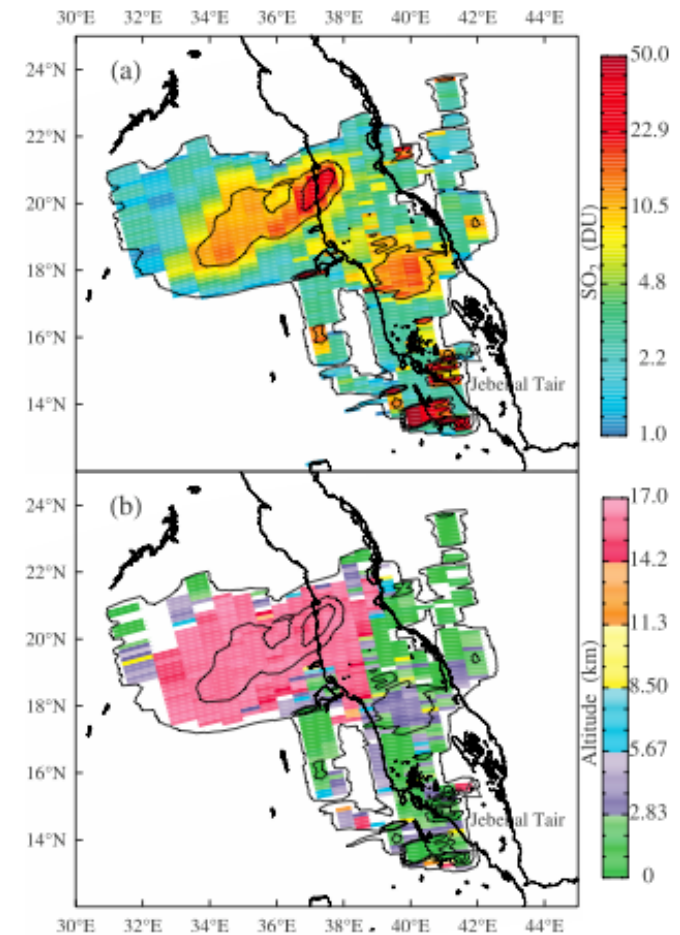 30°E 32°E 34°E 36°E 38°E 40°E 42°E 44°E
(a)
24°N
22°N
20°N
18°N
16°N
14°N
Jebel al Tair
50.0
22.9
10.5
4.8
2.2
1.0
SO₂ (DU)
(b)
24°N
22°N
20°N
18°N
16°N
14°N
Jebel al Tair
17.0
14.2
11.3
8.50
5.67
2.83
0
Altitude (km)
30°E 32°E 34°E 36°E 38°E 40°E 42°E 44°E